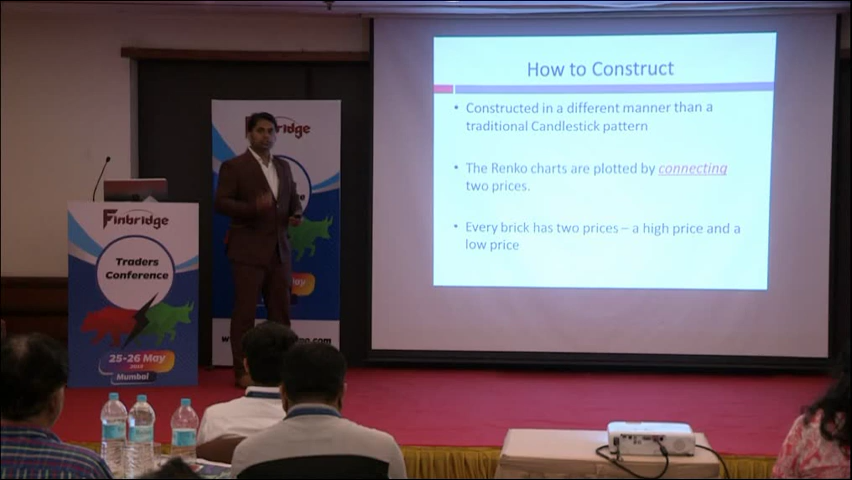 How to Construct
• Constructed in a different manner than a
traditional Candlestick pattern
• The Renko charts are plotted by connecting
two prices.
• Every brick has two prices – a high price and a
low price
Finbridge
Traders
Conference
25-26 May
Mumbai